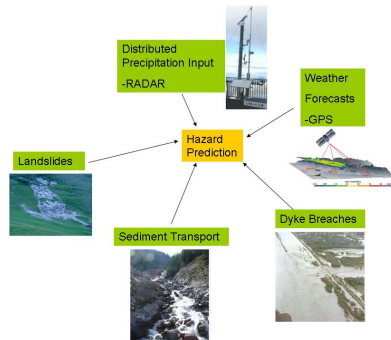 Distributed
Precipitation Input
-RADAR
Weather
Forecasts
-GPS
Hazard
Prediction
Landslides
Sediment Transport
Dyke Breaches